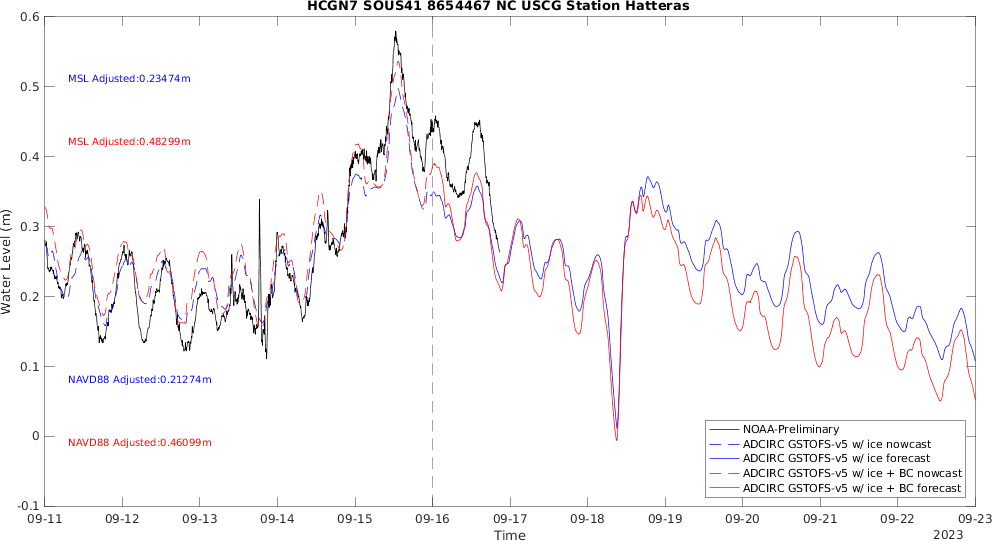 HCGN7 SOUS41 8654467 NC USCG Station Hatteras
0.6
0.5
0.4
0.3
0.2
0.1
0
-0.1
Water Level (m)
MSL Adjusted:0.23474m
MSL Adjusted:0.48299m
NAVD88 Adjusted:0.21274m
NAVD88 Adjusted:0.46099m
NOAA-Preliminary
ADCIRC GSTOFS-v5 w/ ice nowcast
ADCIRC GSTOFS-v5 w/ ice forecast
ADCIRC GSTOFS-v5 w/ ice + BC nowcast
ADCIRC GSTOFS-v5 w/ ice + BC forecast
09-11 09-12 09-13 09-14 09-15 09-16 09-17 09-18 09-19 09-20 09-21 09-22 09-23
Time
2023